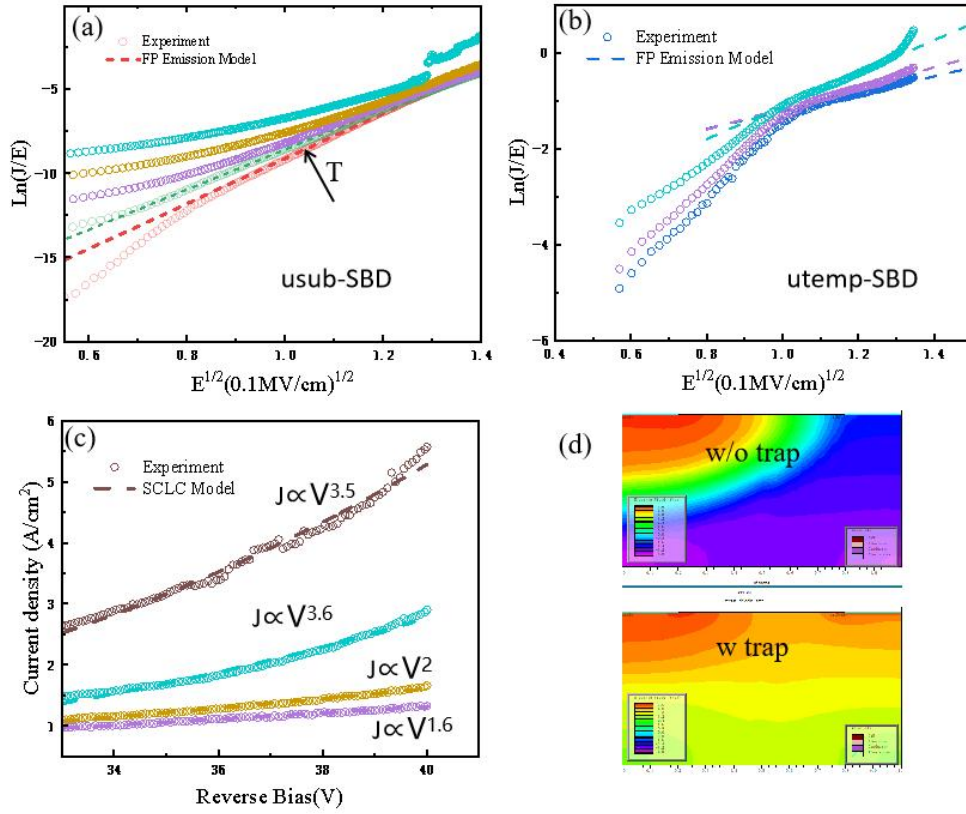 (a)
Experiment
FP Emission Model
Ln(J/E)
-5
-10
-15
-20
T
usub-SBD
0.6 0.8 1.0 1.2 1.4
E1/2(0.1MV/cm)1/2
(b)
Experiment
FP Emission Model
Ln(J/E)
0
-2
-4
-6
utemp-SBD
0.4 0.6 0.8 1.0 1.2 1.4
E1/2(0.1MV/cm)1/2
(c)
Experiment
SCLC Model
Current density (A/cm2)
6
5
4
3
2
1
J∝V3.5
J∝V3.6
J∝V2
J∝V1.6
34 36 38 40
Reverse Bias(V)
(d)
w/o trap
w trap